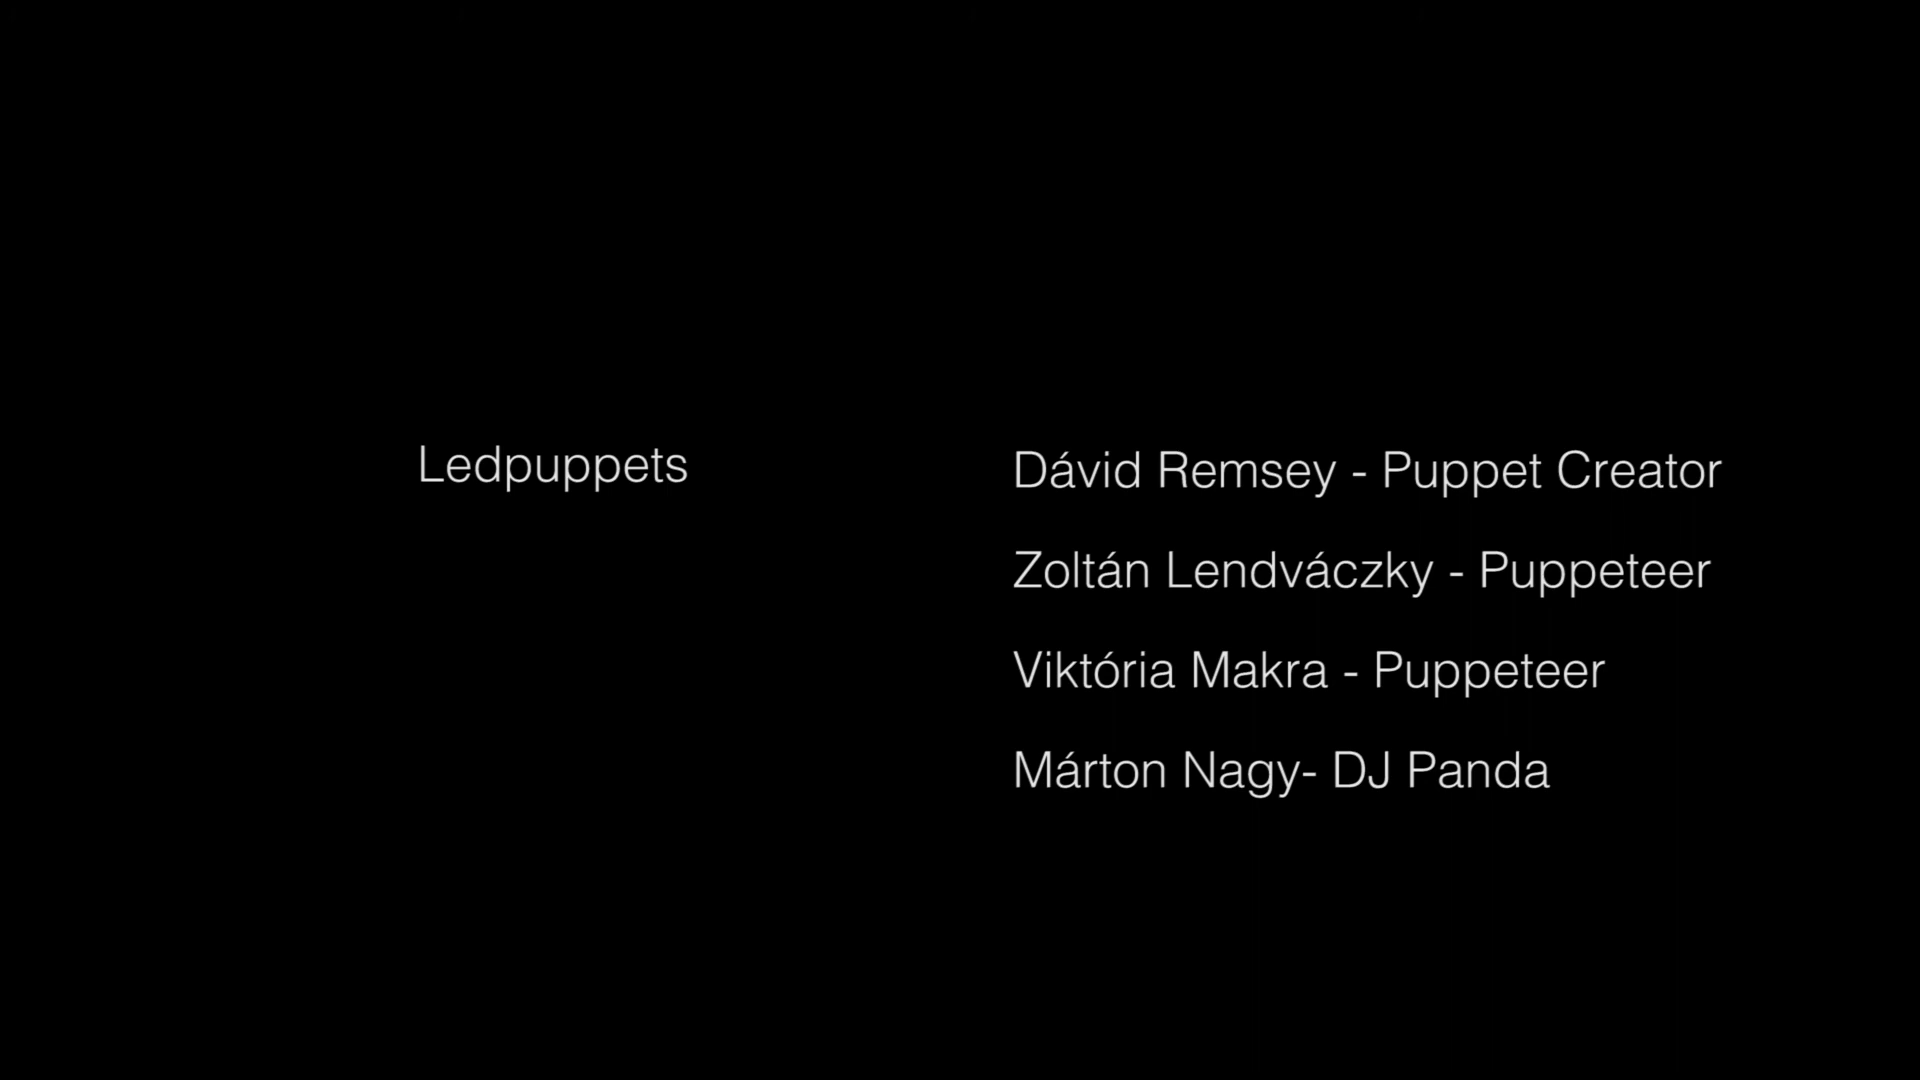 Ledpuppets
Dávid Remsey - Puppet Creator
Zoltán Lendváczky - Puppeteer
Viktória Makra - Puppeteer
Márton Nagy- DJ Panda